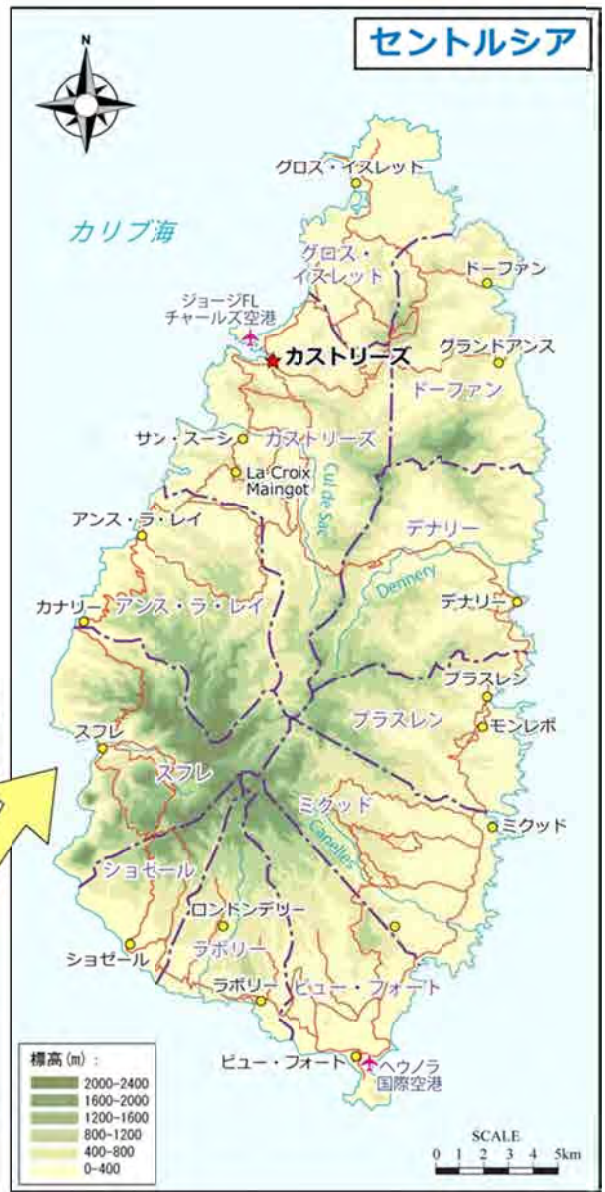 セントルシア
N
カリブ海
グロス・イスレット
グロス・
イスレット
ドーファン
ジョージFL
チャールズ空港
カストリーズ
グランドアンス
ドーファン
サン・スーシ
カストリーズ
La Croix
Maingot
Cul de Sac
アンス・ラ・レイ
デナリー
Dennery
デナリー
カナリー
アンス・ラ・レイ
プラスレン
プラスレン
モンレポ
スフレ
スフレ
ミクッド
ミクッド
Canelles
ショゼール
ロンドンデリー
ラボリー
ショゼール
ラボリー
ビュー・フォート
ビュー・フォート
ヘウノラ
国際空港
標高(m):
2000-2400
1600-2000
1200-1600
800-1200
400-800
0-400
SCALE
0 1 2 3 4 5km